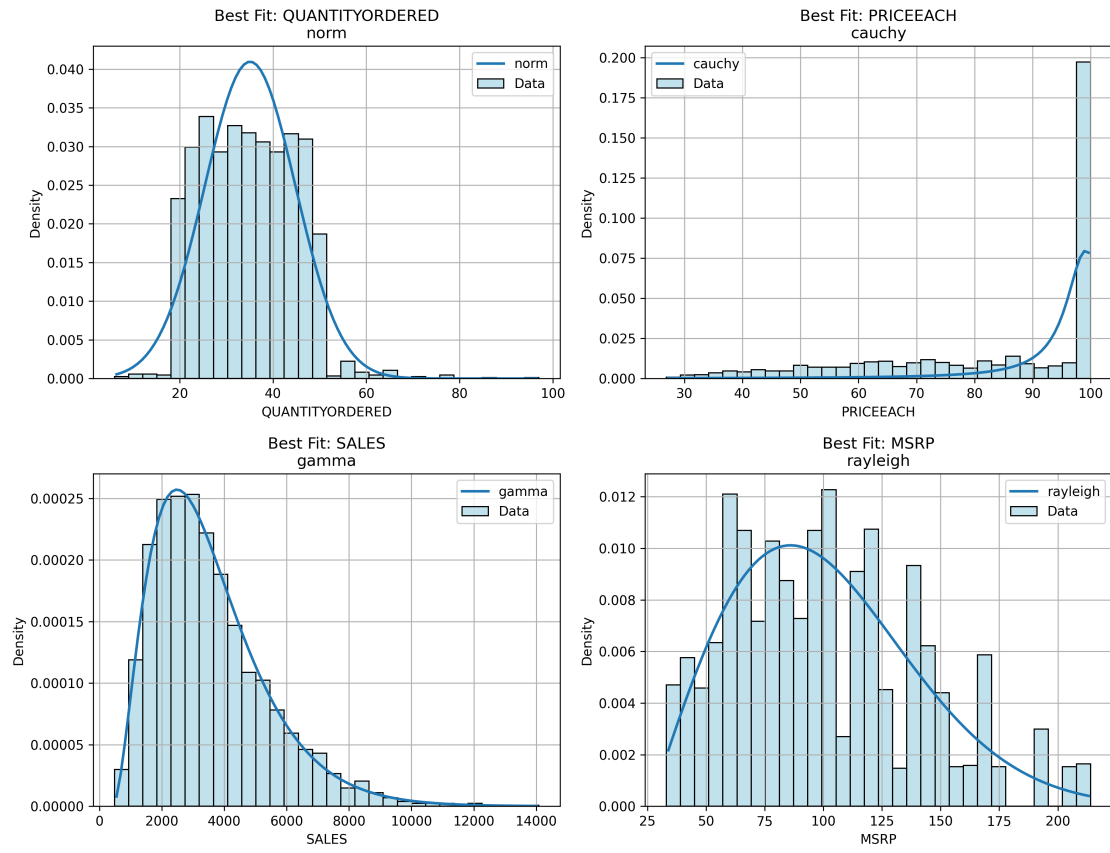 Best Fit: QUANTITYORDERED
norm
0.040
0.035
0.030
0.025
0.020
0.015
0.010
0.005
0.000
Density
norm
Data
20
40
60
80
100
QUANTITYORDERED
Best Fit: PRICEEACH
cauchy
0.200
0.175
0.150
0.125
0.100
0.075
0.050
0.025
0.000
Density
cauchy
Data
30
40
50
60
70
80
90
100
PRICEEACH
Best Fit: SALES
gamma
0.00025
0.00020
0.00015
0.00010
0.00005
0.00000
Density
gamma
Data
0
2000
4000
6000
8000
10000
12000
14000
SALES
Best Fit: MSRP
rayleigh
0.012
0.010
0.008
0.006
0.004
0.002
0.000
Density
rayleigh
Data
25
50
75
100
125
150
175
200
MSRP